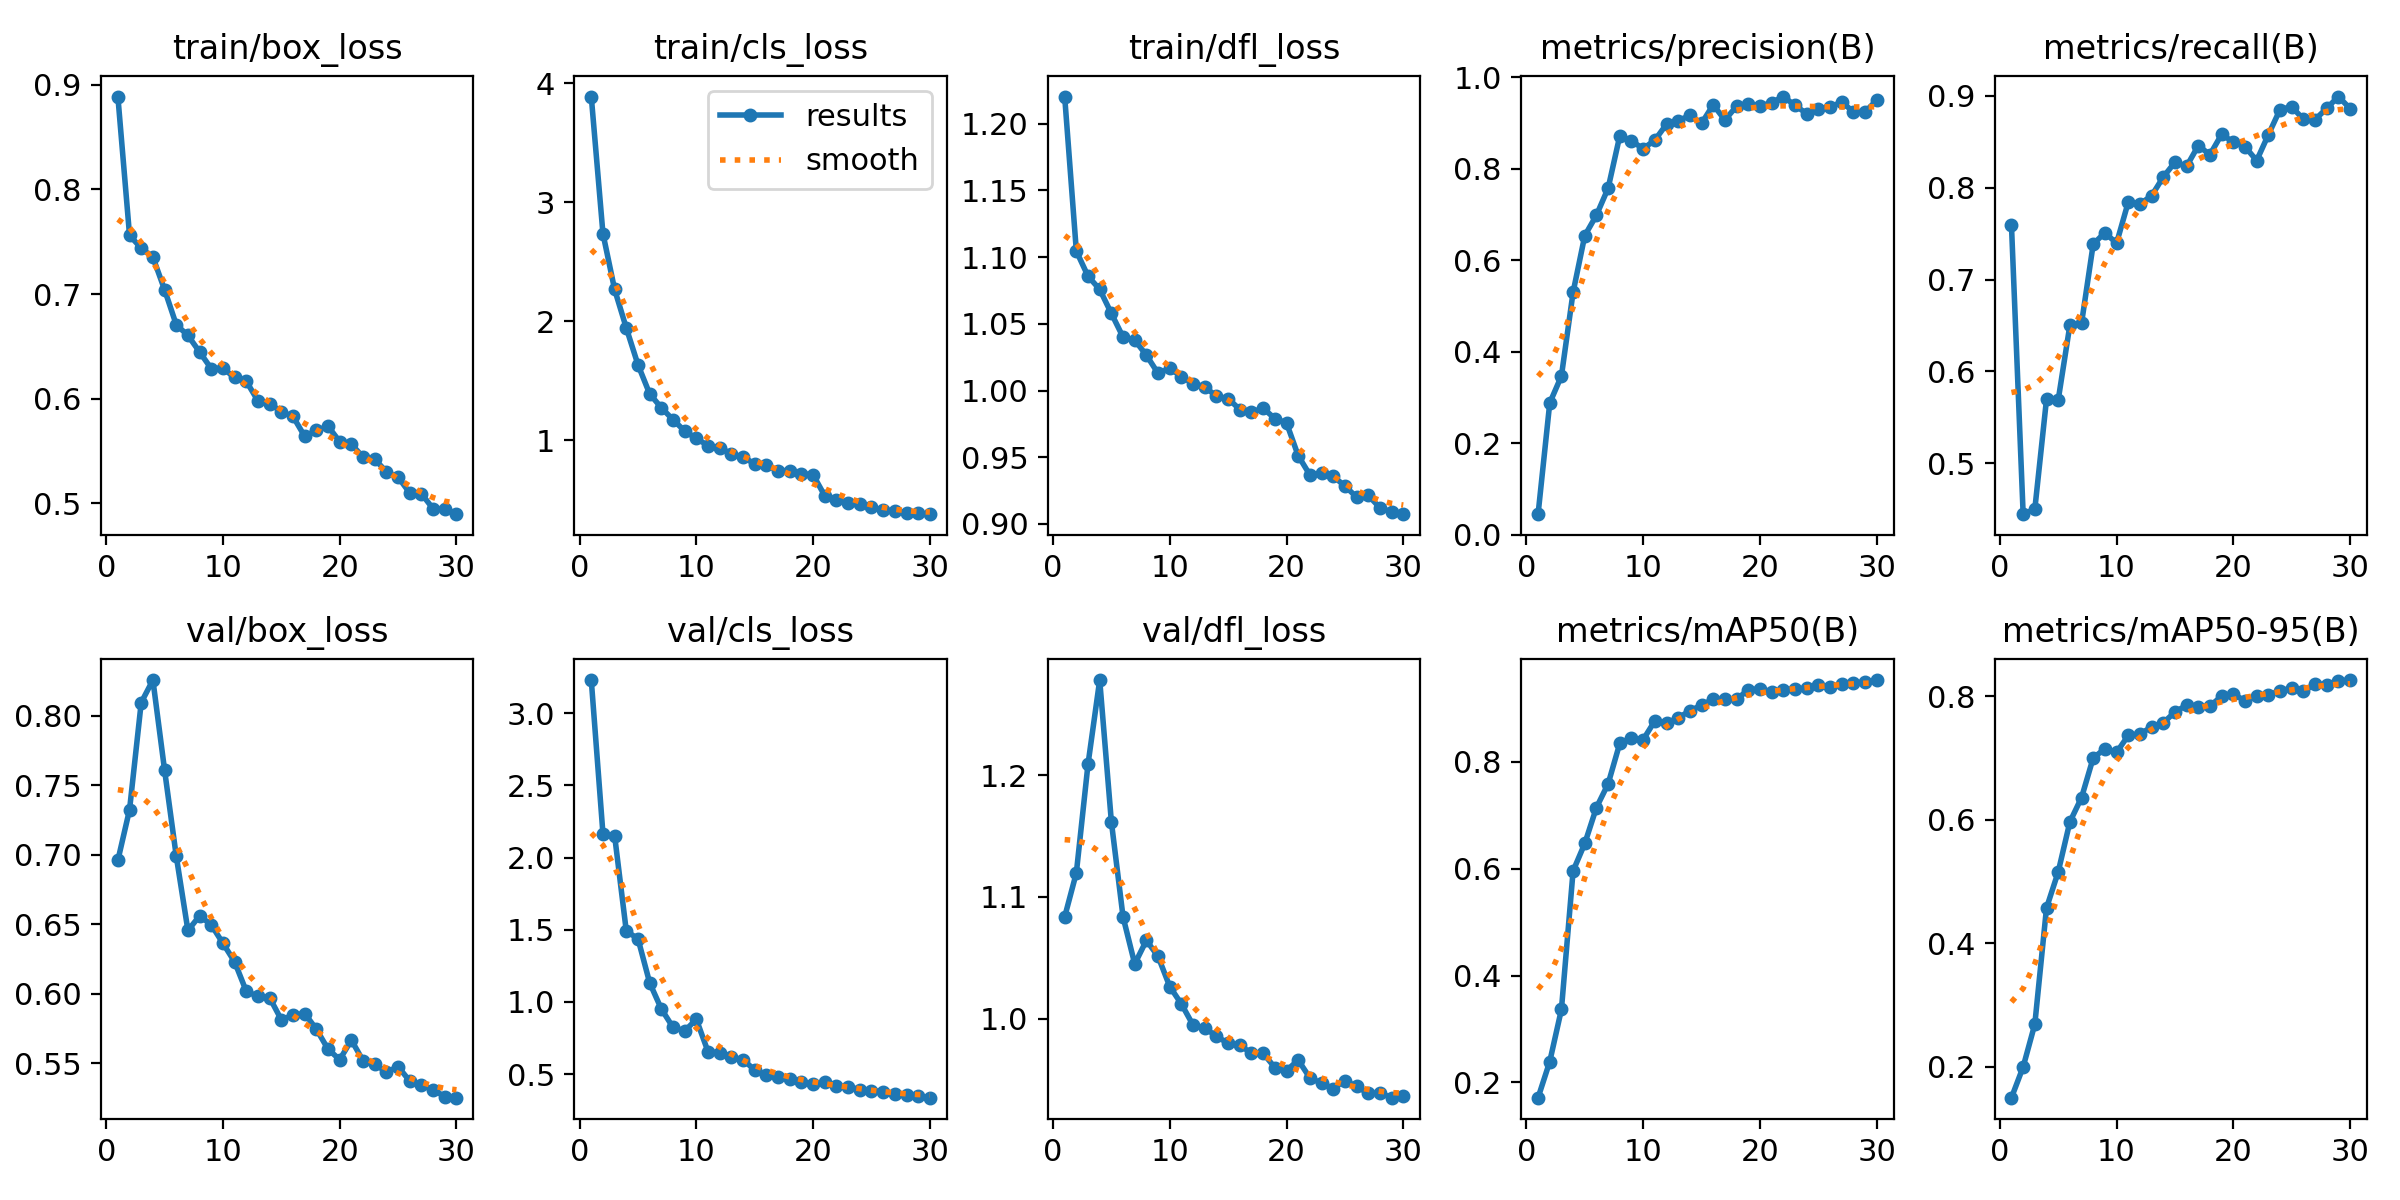 train/box_loss
0.9
0.8
0.7
0.6
0.5
0 10 20 30
train/cls_loss
results
smooth
4
3
2
1
0 10 20 30
train/dfl_loss
1.20
1.15
1.10
1.05
1.00
0.95
0.90
0 10 20 30
metrics/precision(B)
1.0
0.8
0.6
0.4
0.2
0.0
0 10 20 30
metrics/recall(B)
0.9
0.8
0.7
0.6
0.5
0 10 20 30
val/box_loss
0.80
0.75
0.70
0.65
0.60
0.55
0 10 20 30
val/cls_loss
3.0
2.5
2.0
1.5
1.0
0.5
0 10 20 30
val/dfl_loss
1.2
1.1
1.0
0 10 20 30
metrics/mAP50(B)
0.8
0.6
0.4
0.2
0 10 20 30
metrics/mAP50-95(B)
0.8
0.6
0.4
0.2
0 10 20 30